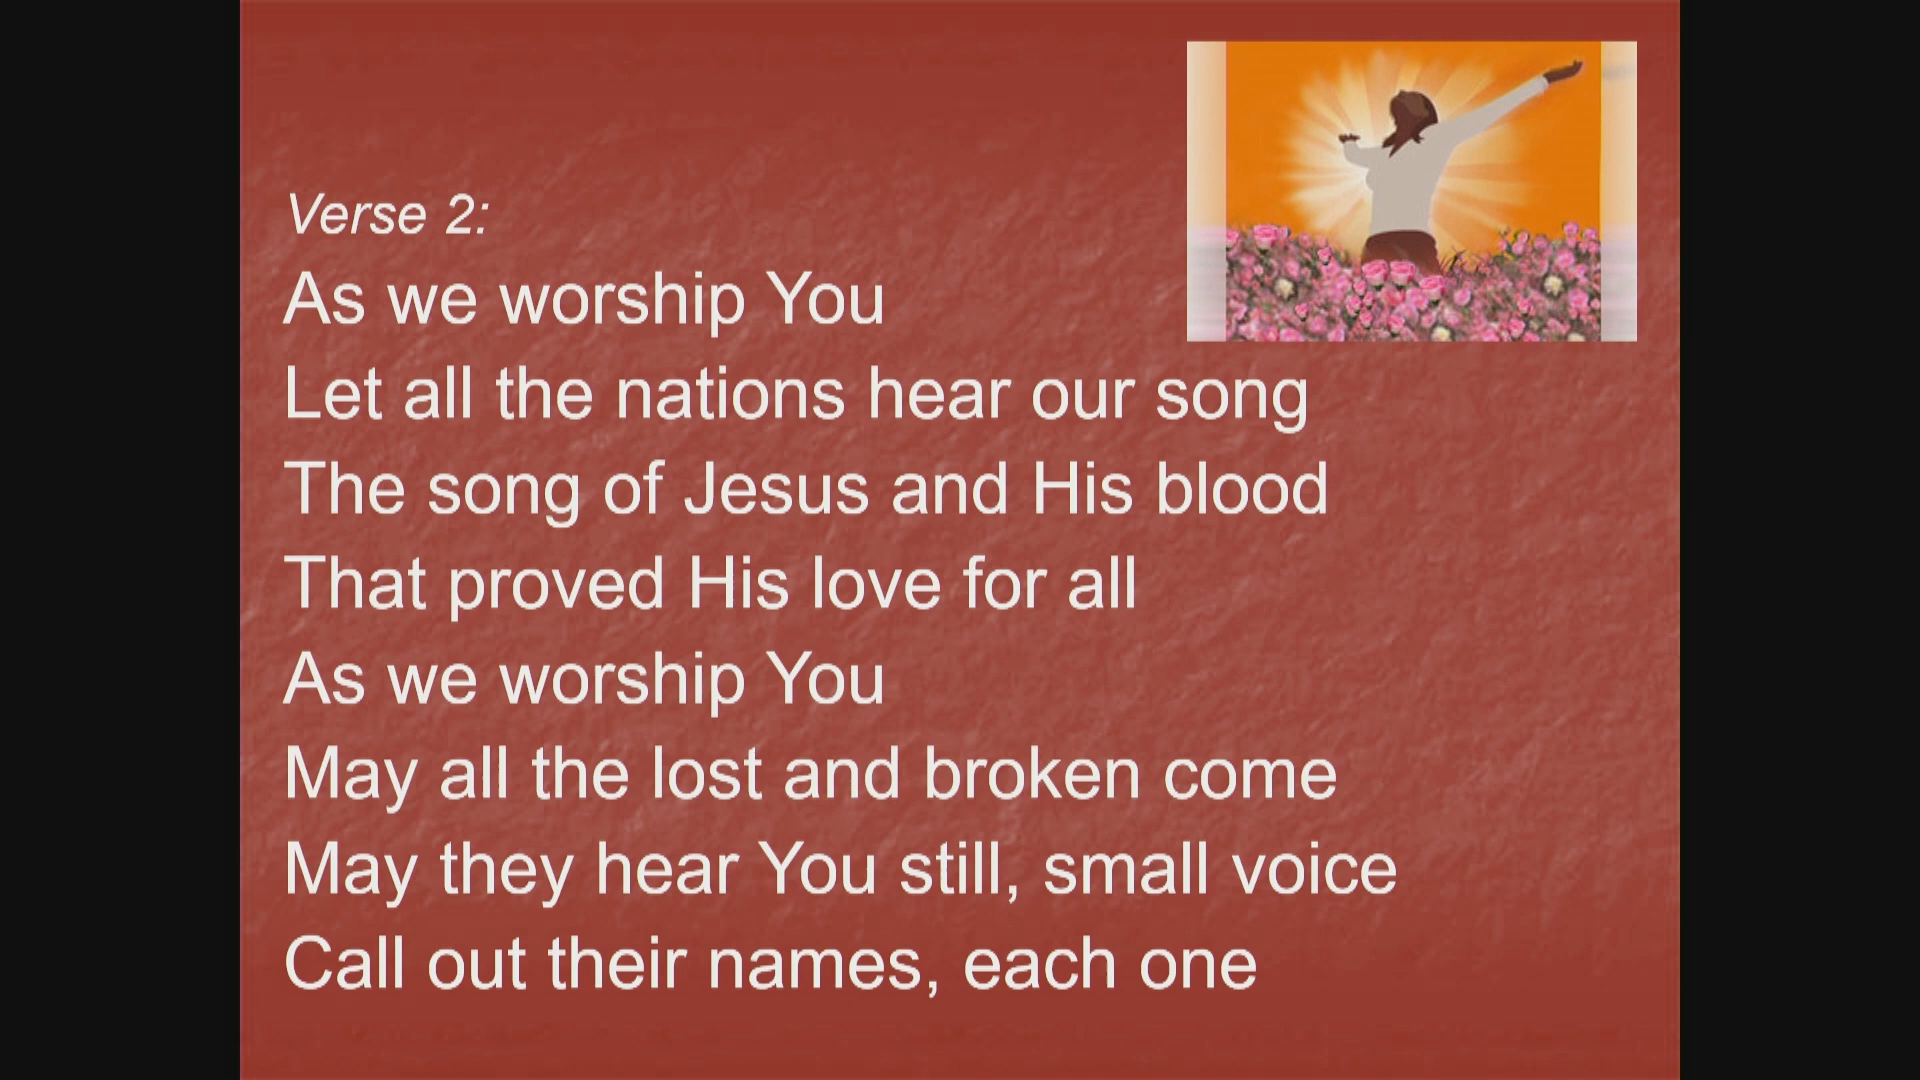 Verse 2:
As we worship You
Let all the nations hear our song
The song of Jesus and His blood
That proved His love for all
As we worship You
May all the lost and broken come
May they hear You still, small voice
Call out their names, each one